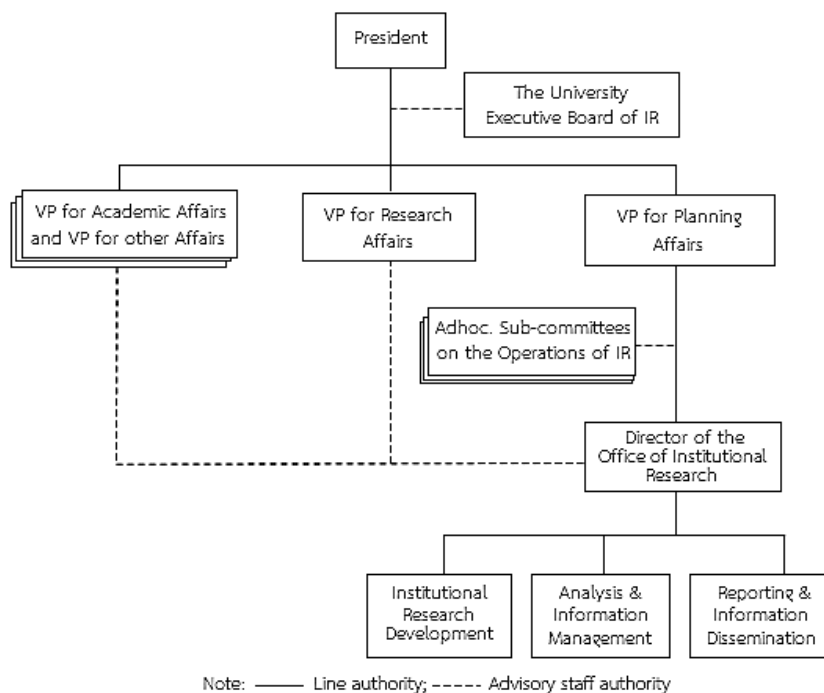 President
The University
Executive Board of IR
VP for Academic Affairs
and VP for other Affairs
VP for Research
Affairs
VP for Planning
Affairs
Adhoc. Sub-committees
on the Operations of IR
Director of the
Office of Institutional
Research
Institutional
Research
Development
Analysis &
Information
Management
Reporting &
Information
Dissemination
Note: ——— Line authority; ------ Advisory staff authority